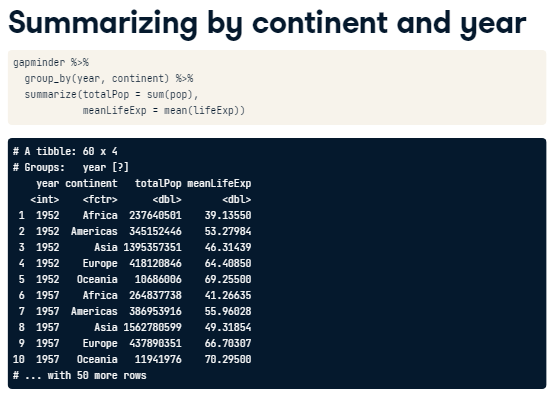 Summarizing by continent and year
gapminder %>%
  group_by(year, continent) %>%
  summarize(totalPop = sum(pop),
            meanLifeExp = mean(lifeExp))
# A tibble: 60 x 4
# Groups:   year [?]
    year continent   totalPop meanLifeExp
   <int>    <fctr>      <dbl>       <dbl>
 1  1952    Africa  237640501    39.13550
 2  1952  Americas  345152446    53.27984
 3  1952      Asia 1395357351    46.31439
 4  1952    Europe  418120846    64.40850
 5  1952   Oceania   10686006    69.25500
 6  1957    Africa  264837738    41.26635
 7  1957  Americas  386953916    55.96028
 8  1957      Asia 1562780599    49.31854
 9  1957    Europe  437890351    66.70307
10  1957   Oceania   11941976    70.29500
# ... with 50 more rows